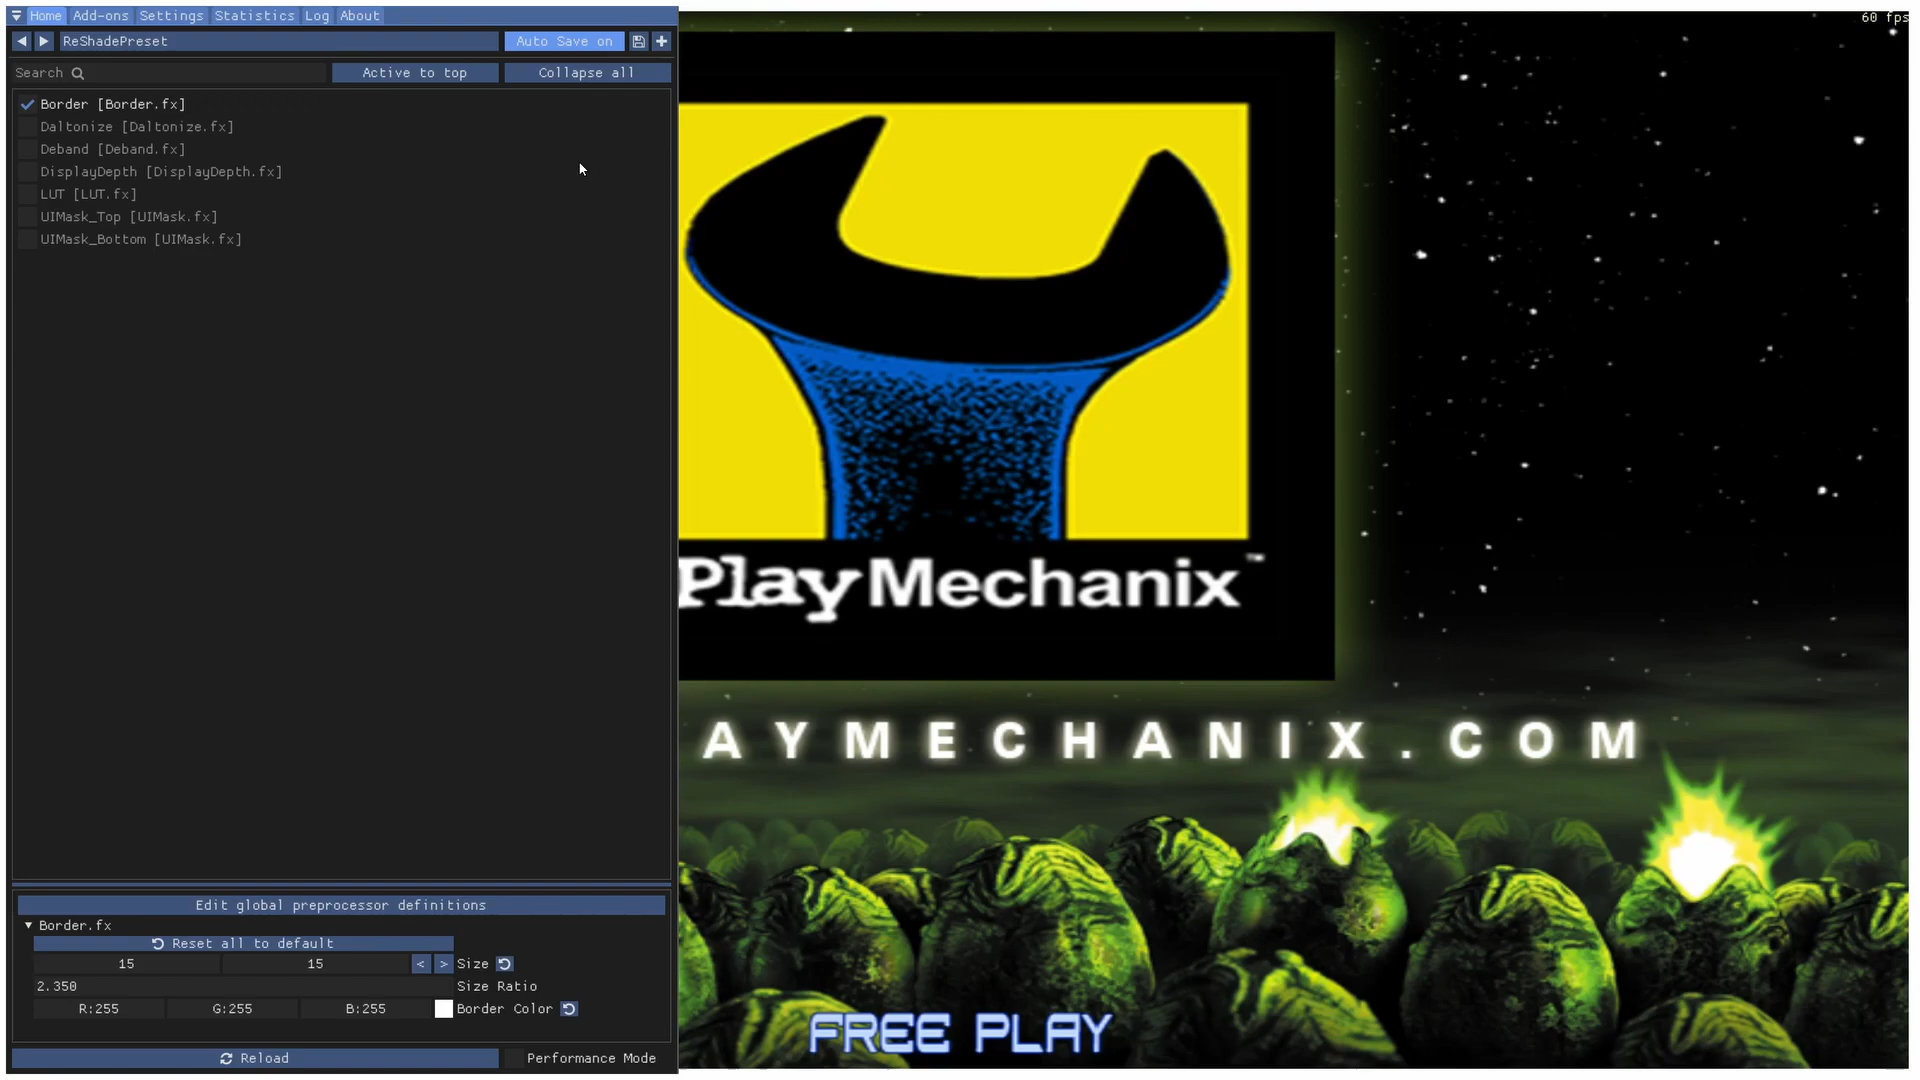 Home Add-ons Settings Statistics Log About
60 fps
ReShadePreset Auto Save on
Search Active to top Collapse all
Border [Border.fx]
Daltonize [Daltonize.fx]
Deband [Deband.fx]
DisplayDepth [DisplayDepth.fx]
LUT [LUT.fx]
UIMask_Top [UIMask.fx]
UIMask_Bottom [UIMask.fx]
Play Mechanix™
AYMECHANIX.COM
FREE PLAY
Edit global preprocessor definitions
Border.fx
Reset all to default
15 15 < > Size
2.350 Size Ratio
R:255 G:255 B:255 Border Color
Reload Performance Mode